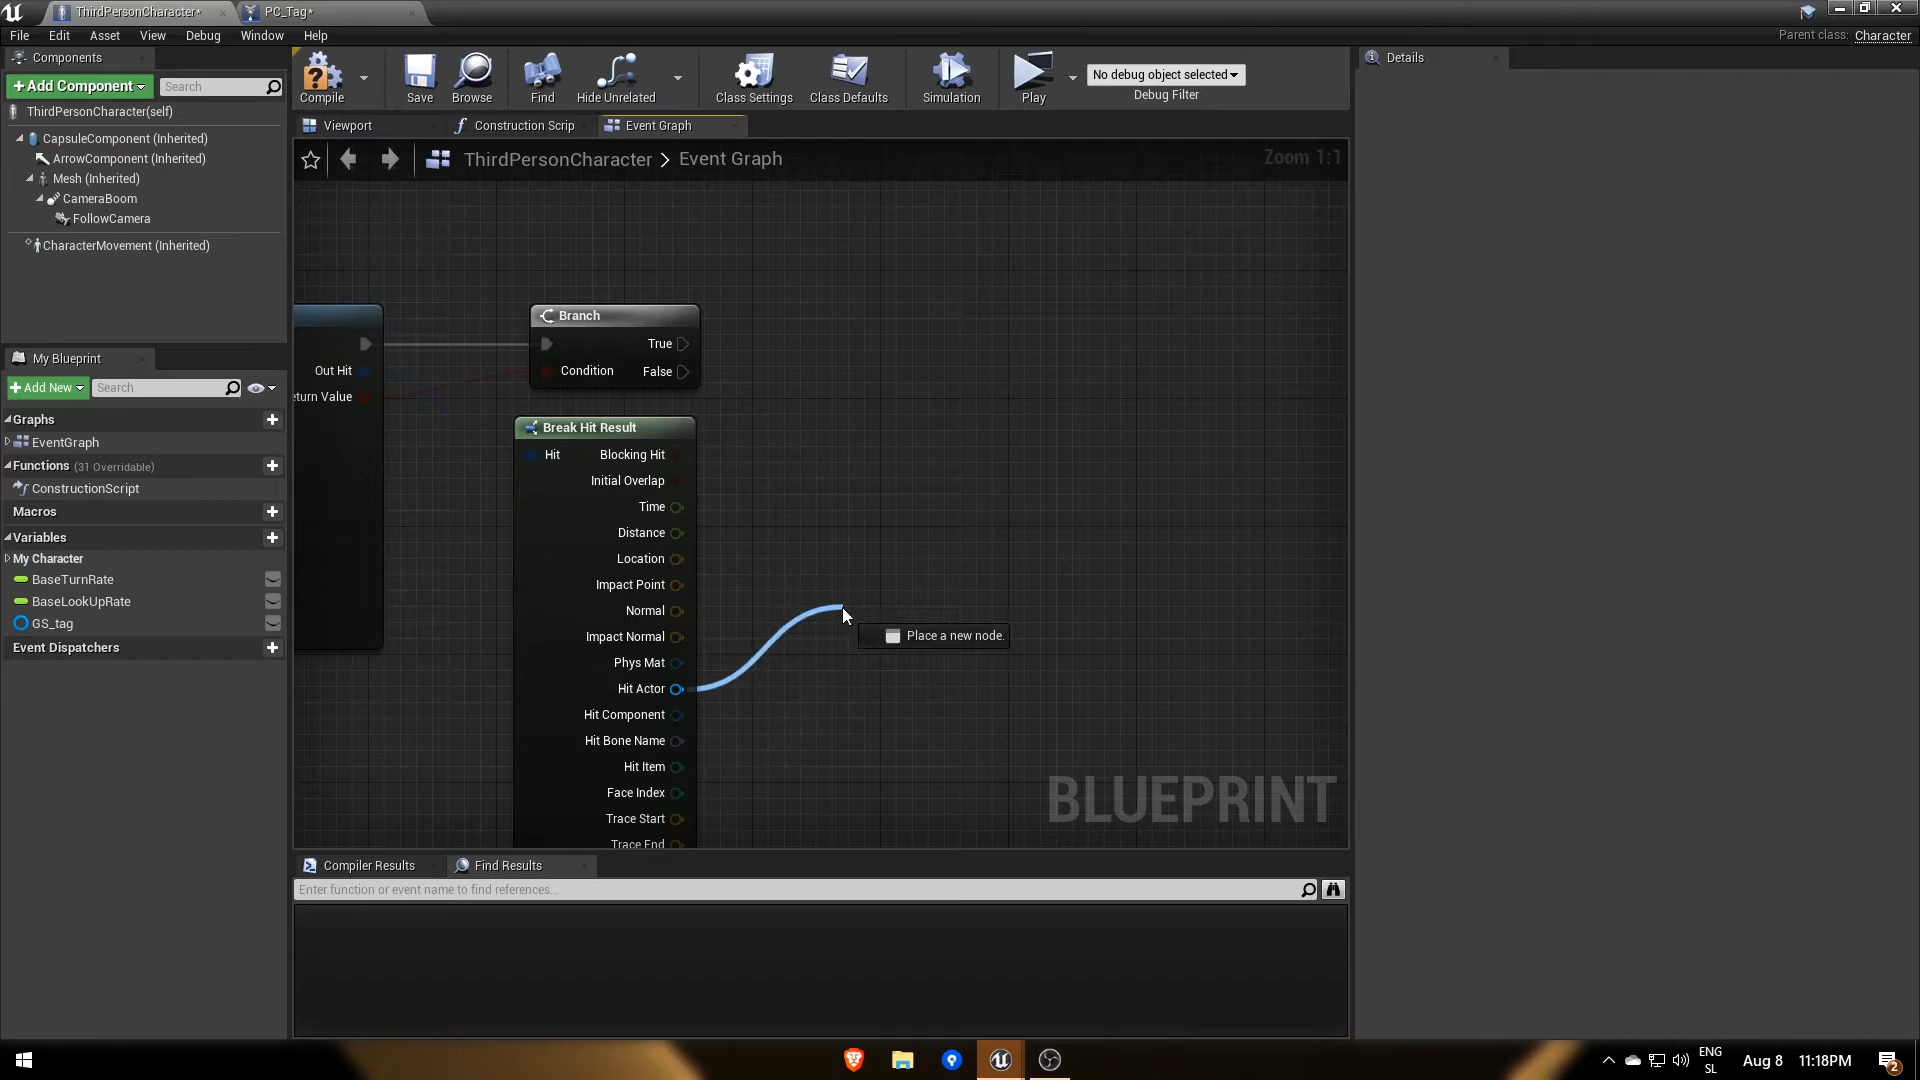 ThirdPersonCharacter*
PC_Tag*
File Edit Asset View Debug Window Help
Parent class: Character
Components
Details
+Add Component
Search
Compile
Save
Browse
Find
Hide Unrelated
Class Settings
Class Defaults
Simulation
Play
No debug object selected
Debug Filter
ThirdPersonCharacter(self)
CapsuleComponent (Inherited)
ArrowComponent (Inherited)
Mesh (Inherited)
CameraBoom
FollowCamera
CharacterMovement (Inherited)
Viewport
Construction Scrip
Event Graph
ThirdPersonCharacter > Event Graph
Zoom 1:1
My Blueprint
+Add New
Search
Graphs
EventGraph
Functions (31 Overridable)
ConstructionScript
Macros
Variables
My Character
BaseTurnRate
BaseLookUpRate
GS_tag
Event Dispatchers
Out Hit
eturn Value
Branch
True
Condition
False
Break Hit Result
Hit
Blocking Hit
Initial Overlap
Time
Distance
Location
Impact Point
Normal
Impact Normal
Phys Mat
Hit Actor
Hit Component
Hit Bone Name
Hit Item
Face Index
Trace Start
Trace End
Place a new node.
BLUEPRINT
Compiler Results
Find Results
Enter function or event name to find references...
ENG
SL
Aug 8
11:18PM
2